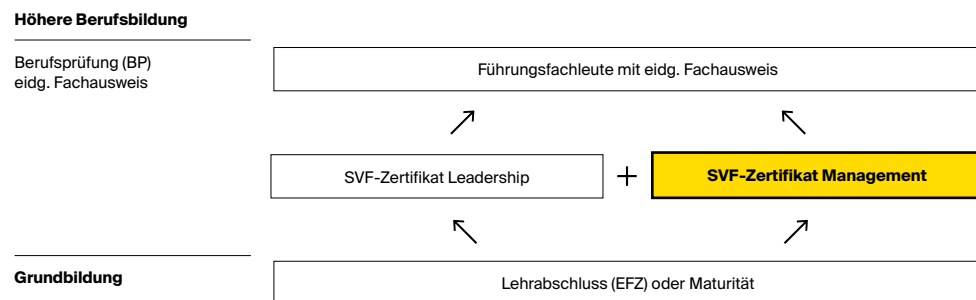 Höhere Berufsbildung
Berufsprüfung (BP)
eidg. Fachausweis
Führungsfachleute mit eidg. Fachausweis
SVF-Zertifikat Leadership
+
SVF-Zertifikat Management
Grundbildung
Lehrabschluss (EFZ) oder Maturität